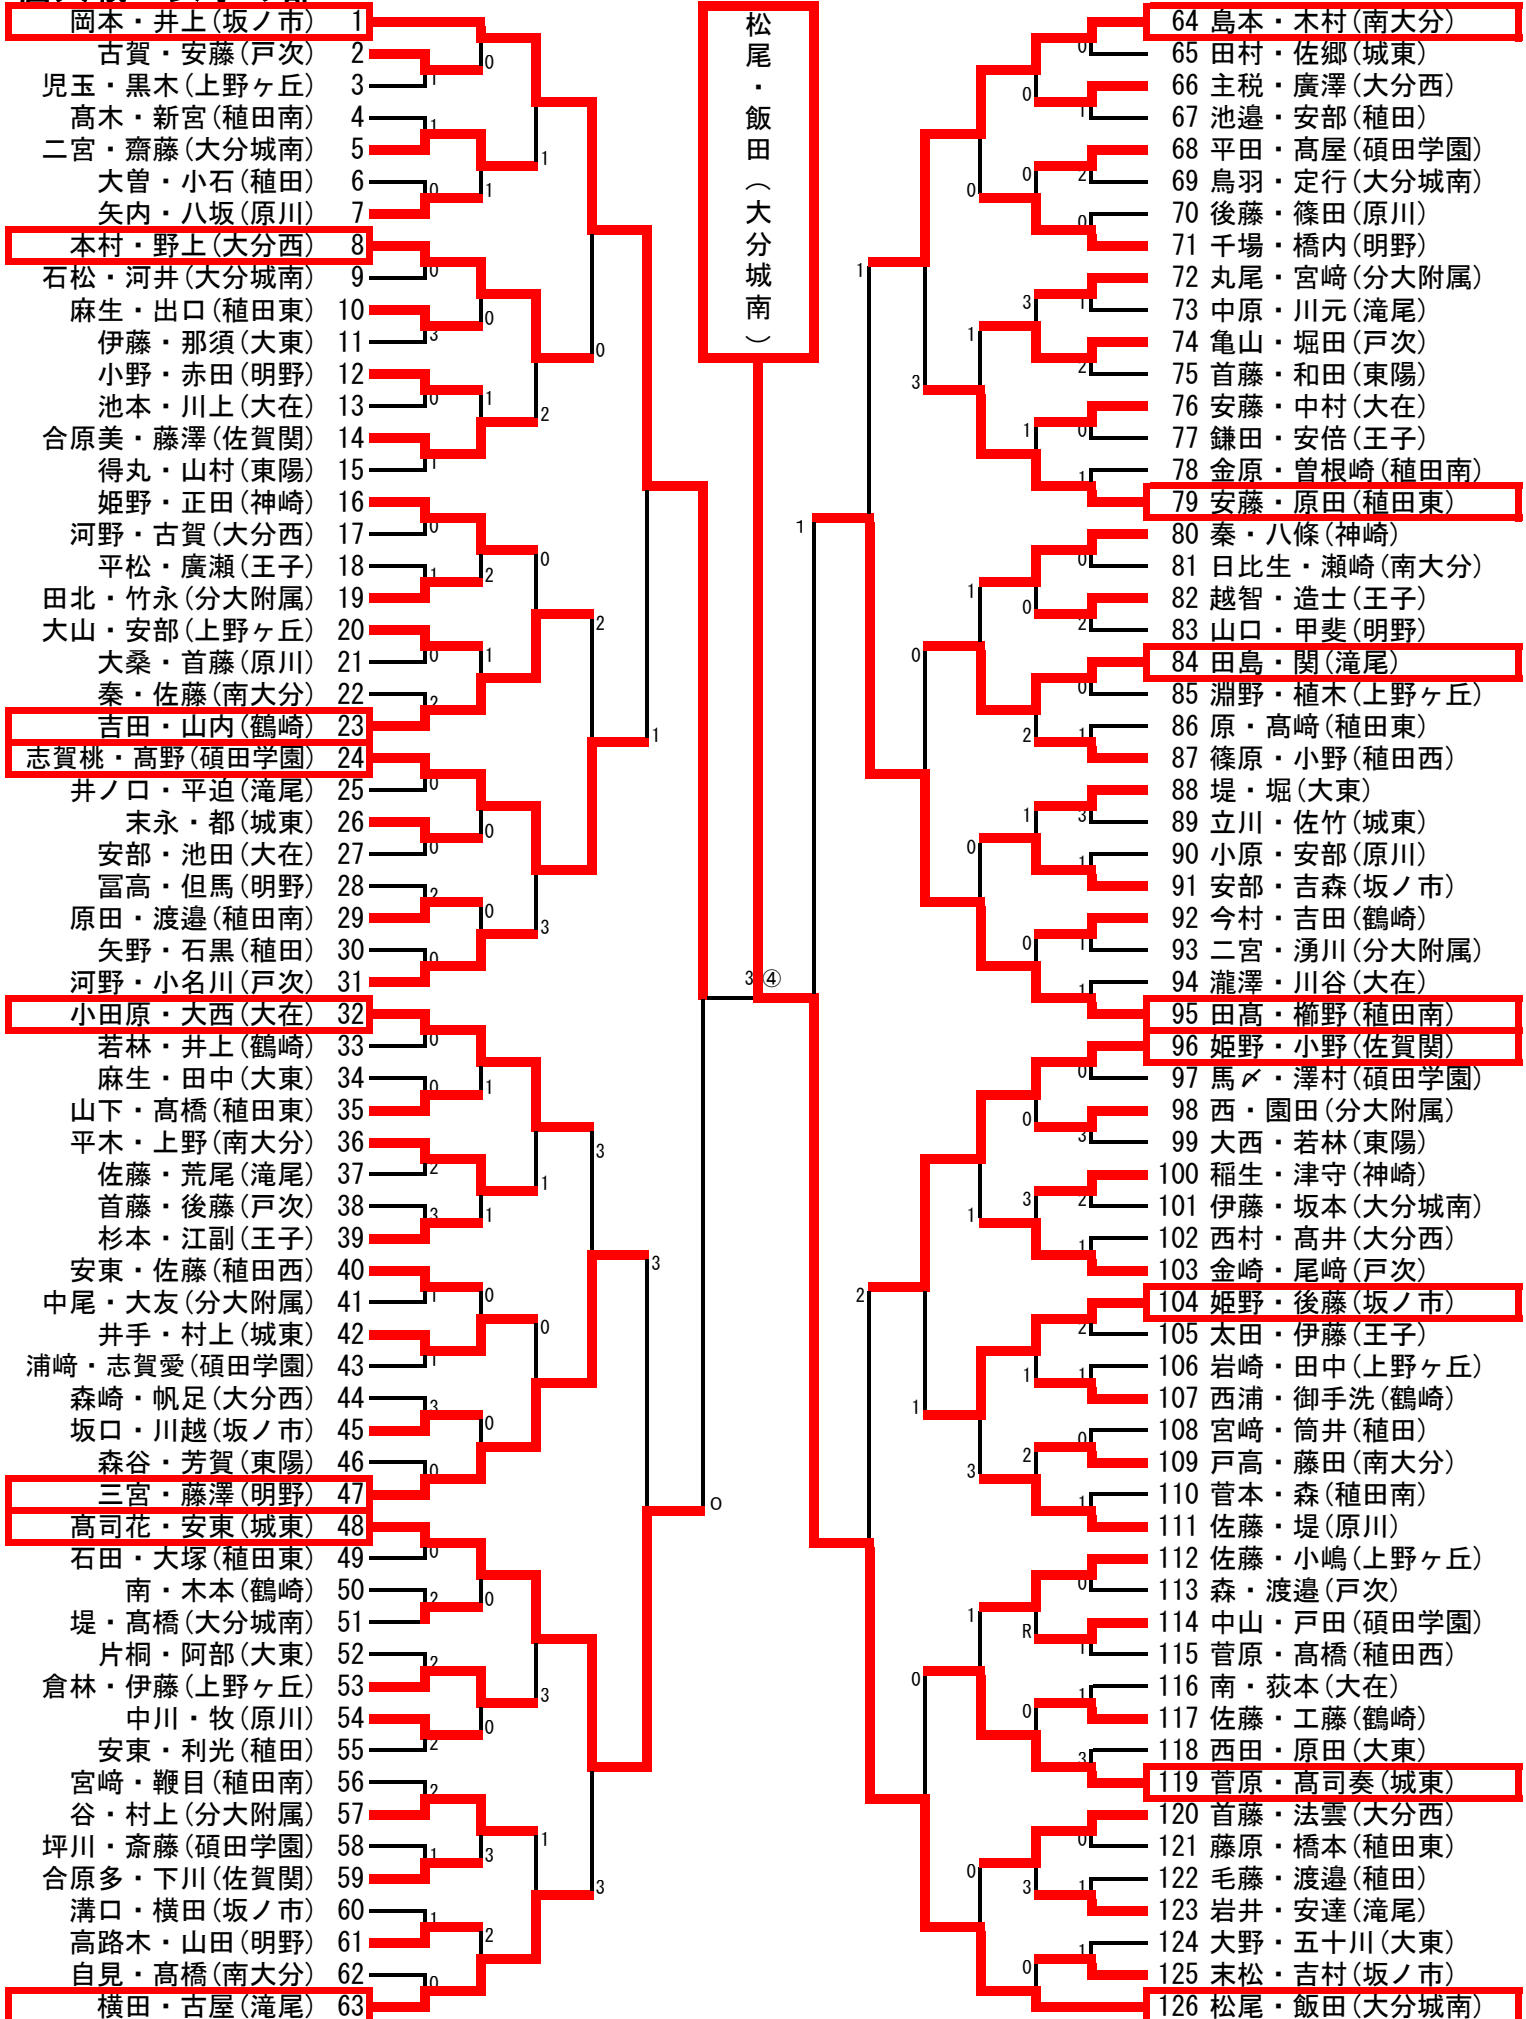 岡本・井上(坂ノ市) 1
古賀・安藤(戸次) 2
児玉・黒木(上野ヶ丘) 3
髙木・新宮(稙田南) 4
二宮・齋藤(大分城南) 5
大曽・小石(稙田) 6
矢内・八坂(原川) 7
本村・野上(大分西) 8
石松・河井(大分城南) 9
麻生・出口(稙田東) 10
伊藤・那須(大東) 11
小野・赤田(明野) 12
池本・川上(大在) 13
合原美・藤澤(佐賀関) 14
得丸・山村(東陽) 15
姫野・正田(神崎) 16
河野・古賀(大分西) 17
平松・廣瀬(王子) 18
田北・竹永(分大附属) 19
大山・安部(上野ヶ丘) 20
大桑・首藤(原川) 21
秦・佐藤(南大分) 22
吉田・山内(鶴崎) 23
志賀桃・髙野(碩田学園) 24
井ノ口・平迫(滝尾) 25
末永・都(城東) 26
安部・池田(大在) 27
冨高・但馬(明野) 28
原田・渡邉(稙田南) 29
矢野・石黒(稙田) 30
河野・小名川(戸次) 31
小田原・大西(大在) 32
若林・井上(鶴崎) 33
麻生・田中(大東) 34
山下・髙橋(稙田東) 35
平木・上野(南大分) 36
佐藤・荒尾(滝尾) 37
首藤・後藤(戸次) 38
杉本・江副(王子) 39
安東・佐藤(稙田西) 40
中尾・大友(分大附属) 41
井手・村上(城東) 42
浦﨑・志賀愛(碩田学園) 43
森崎・帆足(大分西) 44
坂口・川越(坂ノ市) 45
森谷・芳賀(東陽) 46
三宮・藤澤(明野) 47
髙司花・安東(城東) 48
石田・大塚(稙田東) 49
南・木本(鶴崎) 50
堤・髙橋(大分城南) 51
片桐・阿部(大東) 52
倉林・伊藤(上野ヶ丘) 53
中川・牧(原川) 54
安東・利光(稙田) 55
宮﨑・鞭目(稙田南) 56
谷・村上(分大附属) 57
坪川・斎藤(碩田学園) 58
合原多・下川(佐賀関) 59
溝口・横田(坂ノ市) 60
高路木・山田(明野) 61
自見・髙橋(南大分) 62
横田・古屋(滝尾) 63
松尾・飯田(大分城南)
3 ④
64 島本・木村(南大分)
65 田村・佐郷(城東)
66 主税・廣澤(大分西)
67 池邉・安部(稙田)
68 平田・髙屋(碩田学園)
69 鳥羽・定行(大分城南)
70 後藤・篠田(原川)
71 千場・橋内(明野)
72 丸尾・宮﨑(分大附属)
73 中原・川元(滝尾)
74 亀山・堀田(戸次)
75 首藤・和田(東陽)
76 安藤・中村(大在)
77 鎌田・安倍(王子)
78 金原・曽根崎(稙田南)
79 安藤・原田(稙田東)
80 秦・八條(神崎)
81 日比生・瀬崎(南大分)
82 越智・造士(王子)
83 山口・甲斐(明野)
84 田島・関(滝尾)
85 淵野・植木(上野ヶ丘)
86 原・髙﨑(稙田東)
87 篠原・小野(稙田西)
88 堤・堀(大東)
89 立川・佐竹(城東)
90 小原・安部(原川)
91 安部・吉森(坂ノ市)
92 今村・吉田(鶴崎)
93 二宮・湧川(分大附属)
94 瀧澤・川谷(大在)
95 田髙・櫛野(稙田南)
96 姫野・小野(佐賀関)
97 馬〆・澤村(碩田学園)
98 西・園田(分大附属)
99 大西・若林(東陽)
100 稲生・津守(神崎)
101 伊藤・坂本(大分城南)
102 西村・髙井(大分西)
103 金崎・尾﨑(戸次)
104 姫野・後藤(坂ノ市)
105 太田・伊藤(王子)
106 岩崎・田中(上野ヶ丘)
107 西浦・御手洗(鶴崎)
108 宮﨑・筒井(稙田)
109 戸高・藤田(南大分)
110 菅本・森(稙田南)
111 佐藤・堤(原川)
112 佐藤・小嶋(上野ヶ丘)
113 森・渡邉(戸次)
114 中山・戸田(碩田学園)
115 菅原・髙橋(稙田西)
116 南・荻本(大在)
117 佐藤・工藤(鶴崎)
118 西田・原田(大東)
119 菅原・髙司奏(城東)
120 首藤・法雲(大分西)
121 藤原・橋本(稙田東)
122 毛藤・渡邉(稙田)
123 岩井・安達(滝尾)
124 大野・五十川(大東)
125 末松・吉村(坂ノ市)
126 松尾・飯田(大分城南)